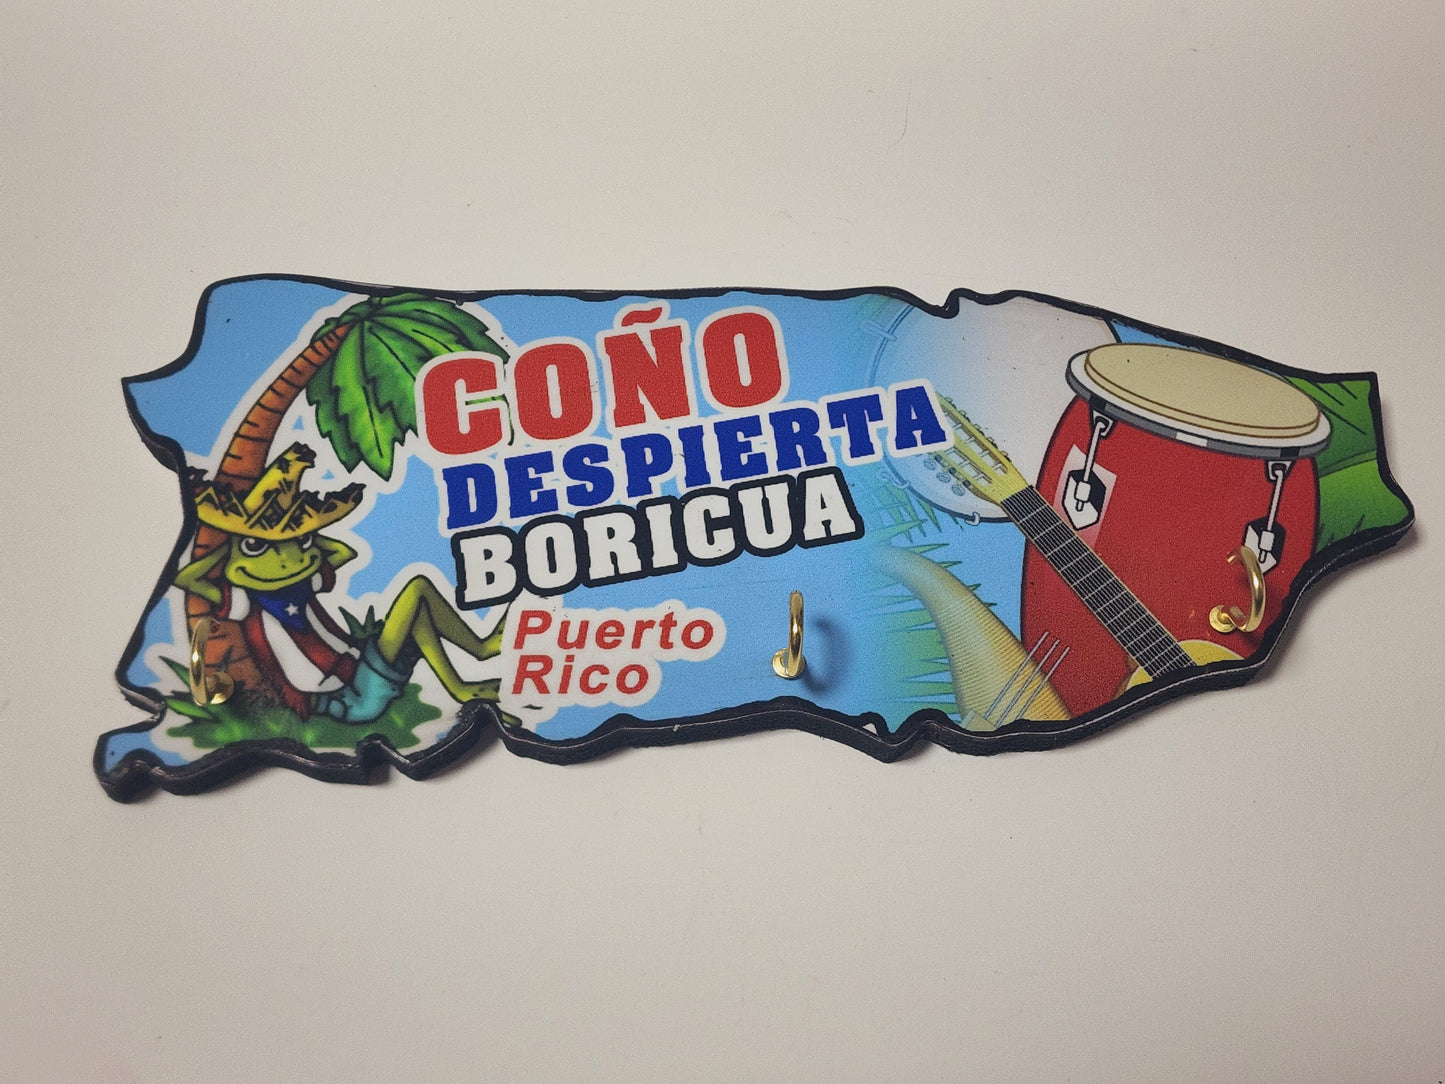 COÑO
DESPIERTA
BORICUA
Puerto
Rico